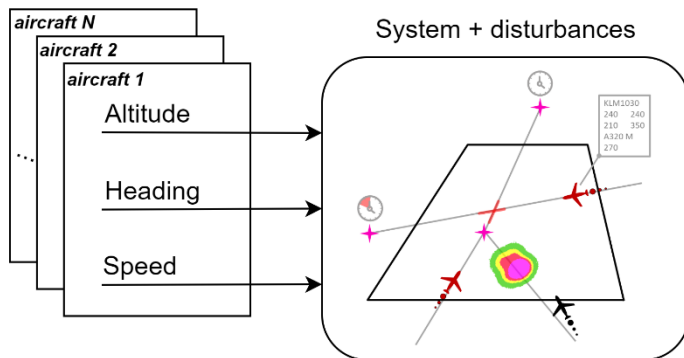 aircraft N
aircraft 2
aircraft 1
Altitude
Heading
Speed
System + disturbances
KLM1030
240 240
210 350
A320 M
270